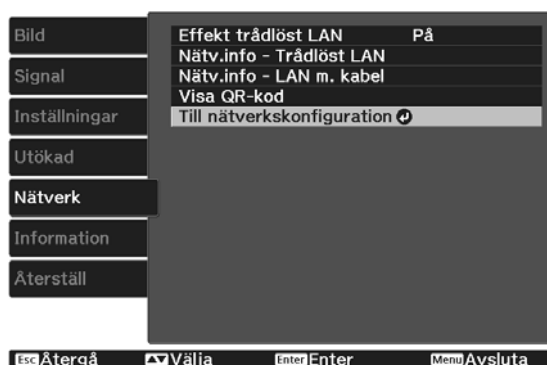 Bild
Signal
Inställningar
Utökad
Nätverk
Information
Återställ
Effekt trådlöst LAN På
Nätv.info - Trådlöst LAN
Nätv.info - LAN m. kabel
Visa QR-kod
Till nätverkskonfiguration
Esc Återgå Välja Enter Enter Menu Avsluta